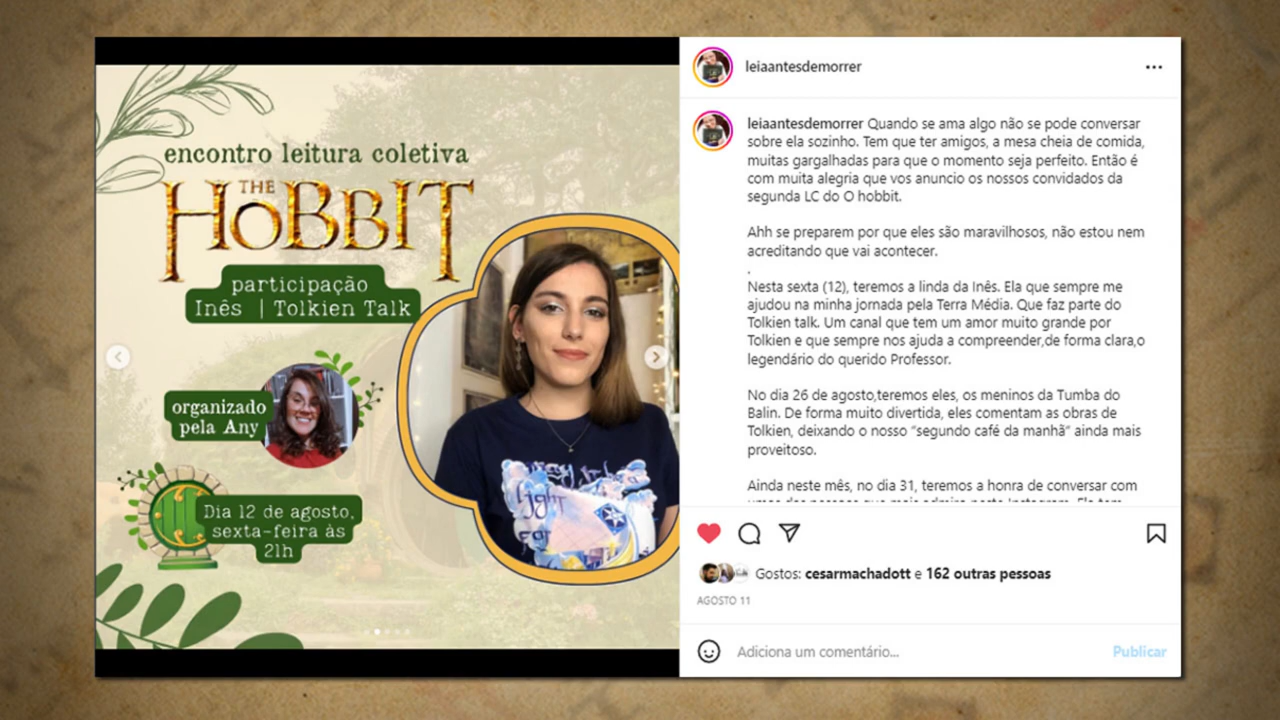 encontro leitura coletiva
THE
HOBBIT
participação
Inês | Tolkien Talk
organizado
pela Any
Dia 12 de agosto,
sexta-feira às
21h
leiaantesdemorrer
leiaantesdemorrer Quando se ama algo não se pode conversar
sobre ela sozinho. Tem que ter amigos, a mesa cheia de comida,
muitas gargalhadas para que o momento seja perfeito. Então é
com muita alegria que vos anuncio os nossos convidados da
segunda LC do O hobbit.
Ahh se preparem por que eles são maravilhosos, não estou nem
acreditando que vai acontecer.
.
Nesta sexta (12), teremos a linda da Inês. Ela que sempre me
ajudou na minha jornada pela Terra Média. Que faz parte do
Tolkien talk. Um canal que tem um amor muito grande por
Tolkien e que sempre nos ajuda a compreender,de forma clara,o
legendário do querido Professor.
No dia 26 de agosto,teremos eles, os meninos da Tumba do
Balin. De forma muito divertida, eles comentam as obras de
Tolkien, deixando o nosso “segundo café da manhã” ainda mais
proveitoso.
Ainda neste mês, no dia 31, teremos a honra de conversar com
Gostos: cesarmachadott e 162 outras pessoas
AGOSTO 11
Adiciona um comentário... Publicar